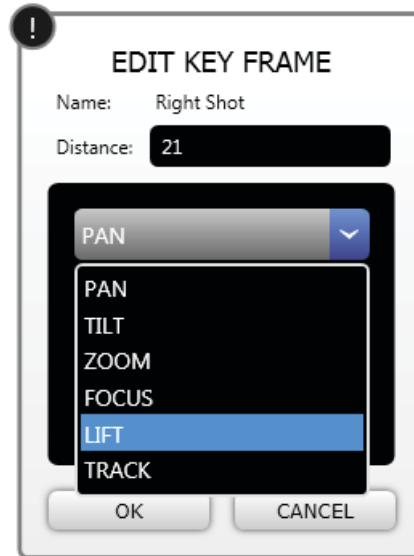 !
EDIT KEY FRAME
Name: Right Shot
Distance: 21
PAN
PAN
TILT
ZOOM
FOCUS
LIFT
TRACK
OK CANCEL